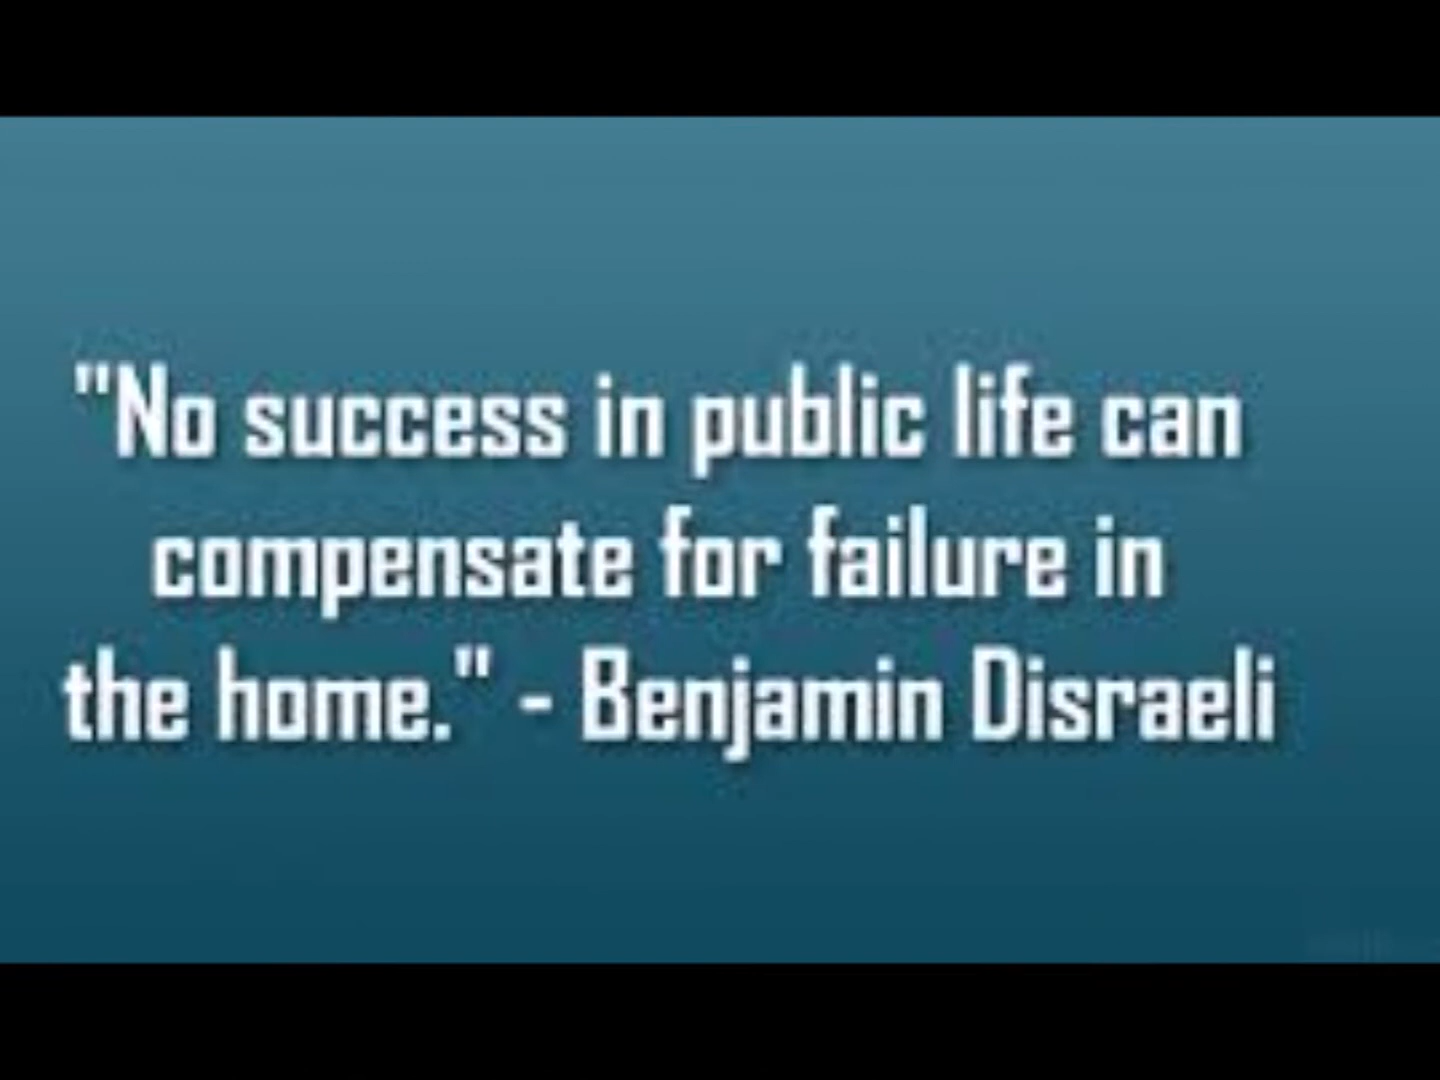 "No success in public life can
compensate for failure in
the home." - Benjamin Disraeli